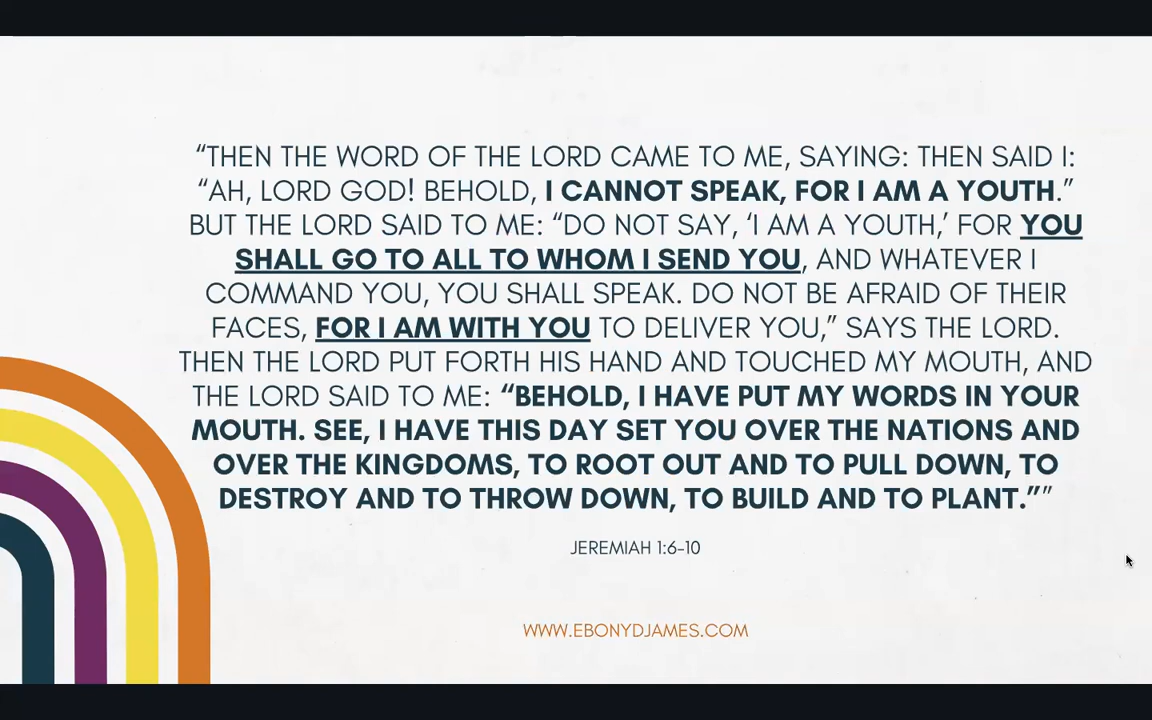 “THEN THE WORD OF THE LORD CAME TO ME, SAYING: THEN SAID I:
“AH, LORD GOD! BEHOLD, I CANNOT SPEAK, FOR I AM A YOUTH.”
BUT THE LORD SAID TO ME: “DO NOT SAY, ‘I AM A YOUTH,’ FOR YOU
SHALL GO TO ALL TO WHOM I SEND YOU, AND WHATEVER I
COMMAND YOU, YOU SHALL SPEAK. DO NOT BE AFRAID OF THEIR
FACES, FOR I AM WITH YOU TO DELIVER YOU,” SAYS THE LORD.
THEN THE LORD PUT FORTH HIS HAND AND TOUCHED MY MOUTH, AND
THE LORD SAID TO ME: “BEHOLD, I HAVE PUT MY WORDS IN YOUR
MOUTH. SEE, I HAVE THIS DAY SET YOU OVER THE NATIONS AND
OVER THE KINGDOMS, TO ROOT OUT AND TO PULL DOWN, TO
DESTROY AND TO THROW DOWN, TO BUILD AND TO PLANT.””
JEREMIAH 1:6-10
WWW.EBONYDJAMES.COM